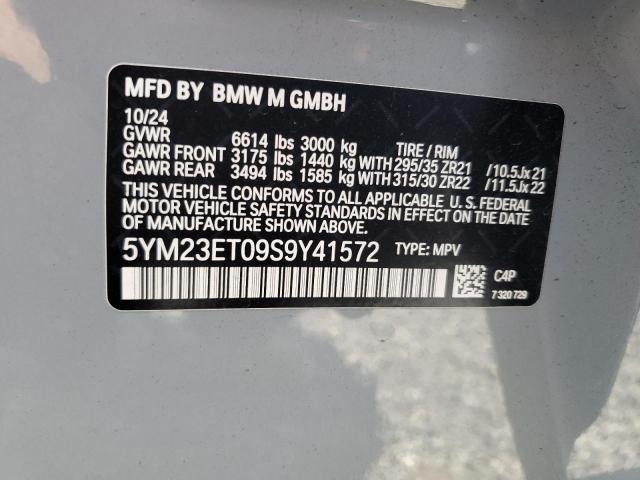 MFD BY BMW M GMBH
10/24
GVWR 6614 lbs 3000 kg TIRE / RIM
GAWR FRONT 3175 lbs 1440 kg WITH 295/35 ZR21 /10.5Jx21
GAWR REAR 3494 lbs 1585 kg WITH 315/30 ZR22 /11.5Jx22
THIS VEHICLE CONFORMS TO ALL APPLICABLE U.S. FEDERAL
MOTOR VEHICLE SAFETY STANDARDS IN EFFECT ON THE DATE
OF MANUFACTURE SHOWN ABOVE.
5YM23ET09S9Y41572 TYPE: MPV
C4P
7 320 729